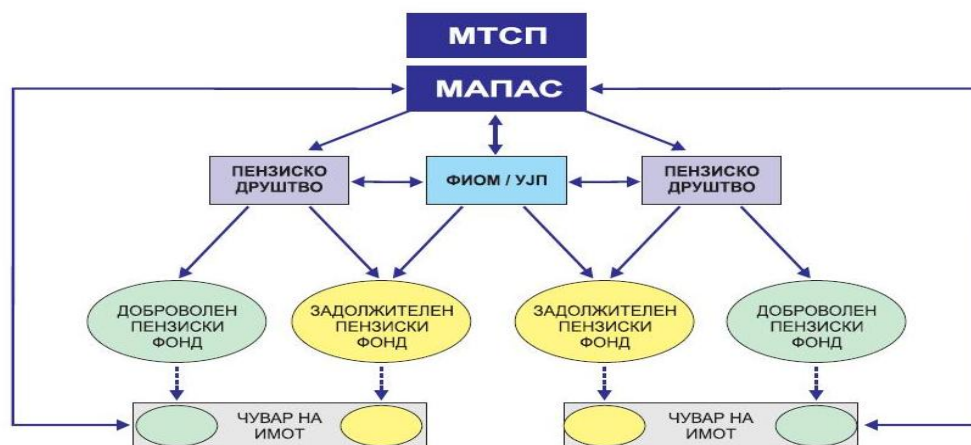 МТСП
МАПАС
ПЕНЗИСКО
ДРУШТВО
ФИОМ / УЈП
ПЕНЗИСКО
ДРУШТВО
ДОБРОВОЛЕН
ПЕНЗИСКИ
ФОНД
ЗАДОЛЖИТЕЛЕН
ПЕНЗИСКИ
ФОНД
ЗАДОЛЖИТЕЛЕН
ПЕНЗИСКИ
ФОНД
ДОБРОВОЛЕН
ПЕНЗИСКИ
ФОНД
ЧУВАР НА
ИМОТ
ЧУВАР НА
ИМОТ